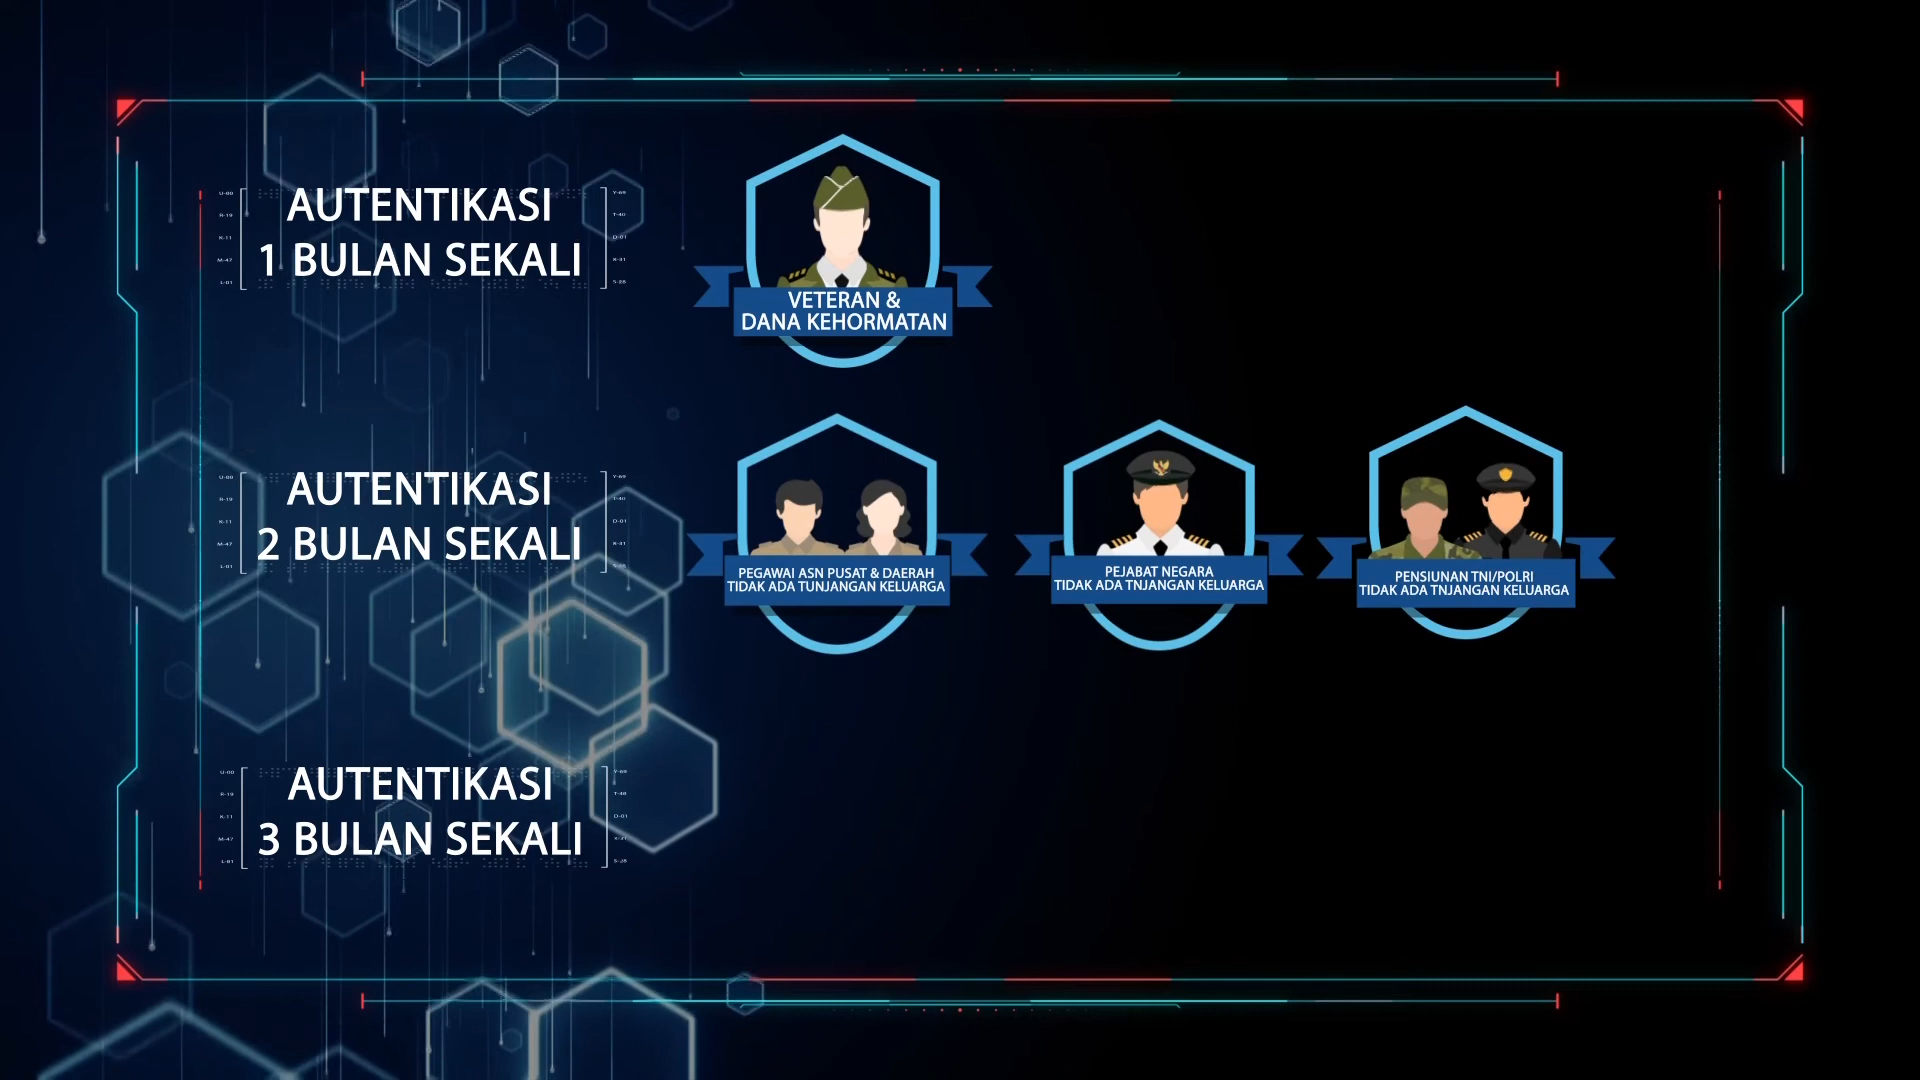 AUTENTIKASI
1 BULAN SEKALI
VETERAN &
DANA KEHORMATAN
AUTENTIKASI
2 BULAN SEKALI
PEGAWAI ASN PUSAT & DAERAH
TIDAK ADA TUNJANGAN KELUARGA
PEJABAT NEGARA
TIDAK ADA TNJANGAN KELUARGA
PENSIUNAN TNI/POLRI
TIDAK ADA TNJANGAN KELUARGA
AUTENTIKASI
3 BULAN SEKALI